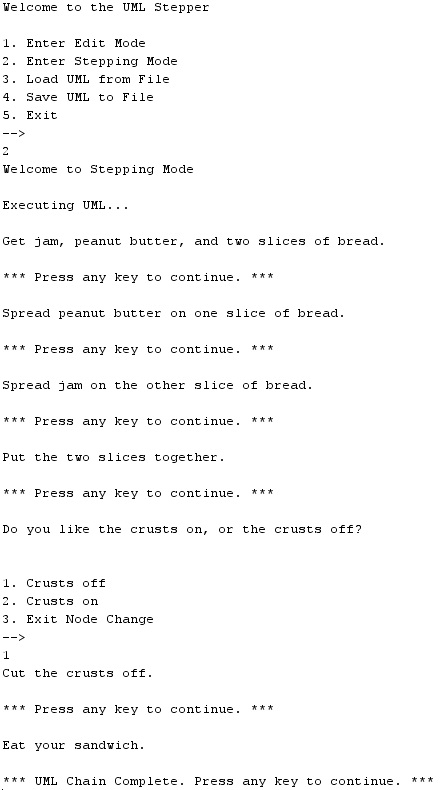 Welcome to the UML Stepper
1. Enter Edit Mode
2. Enter Stepping Mode
3. Load UML from File
4. Save UML to File
5. Exit
-->
2
Welcome to Stepping Mode
Executing UML...
Get jam, peanut butter, and two slices of bread.
*** Press any key to continue. ***
Spread peanut butter on one slice of bread.
*** Press any key to continue. ***
Spread jam on the other slice of bread.
*** Press any key to continue. ***
Put the two slices together.
*** Press any key to continue. ***
Do you like the crusts on, or the crusts off?
1. Crusts off
2. Crusts on
3. Exit Node Change
-->
1
Cut the crusts off.
*** Press any key to continue. ***
Eat your sandwich.
*** UML Chain Complete. Press any key to continue. ***